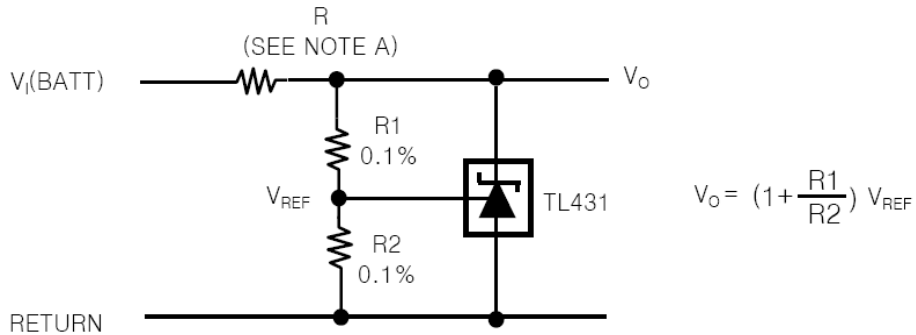 R
(SEE NOTE A)
V_I(BATT)
V_O
R1
0.1%
V_REF
TL431
V_O = (1+R1/R2) V_REF
R2
0.1%
RETURN